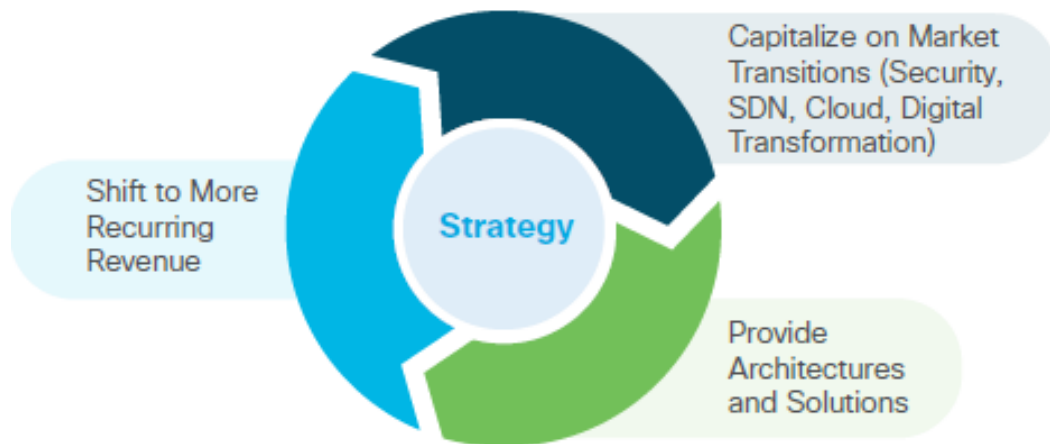 Capitalize on Market
Transitions (Security,
SDN, Cloud, Digital
Transformation)
Shift to More
Recurring
Revenue
Strategy
Provide
Architectures
and Solutions